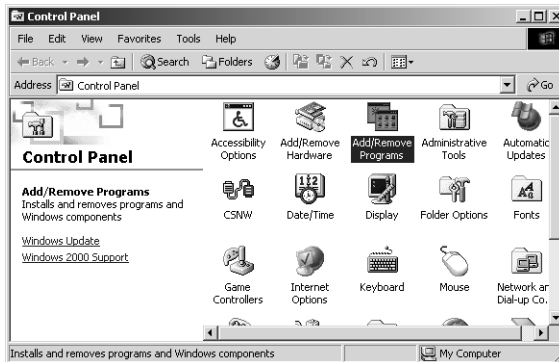 Control Panel
File Edit View Favorites Tools Help
Back Search Folders
Address Control Panel Go
Control Panel
Add/Remove Programs
Installs and removes programs and
Windows components
Windows Update
Windows 2000 Support
Accessibility Options
Add/Remove Hardware
Add/Remove Programs
Administrative Tools
Automatic Updates
CSNW
Date/Time
Display
Folder Options
Fonts
Game Controllers
Internet Options
Keyboard
Mouse
Network an
Dial-up Co.
Installs and removes programs and Windows components My Computer